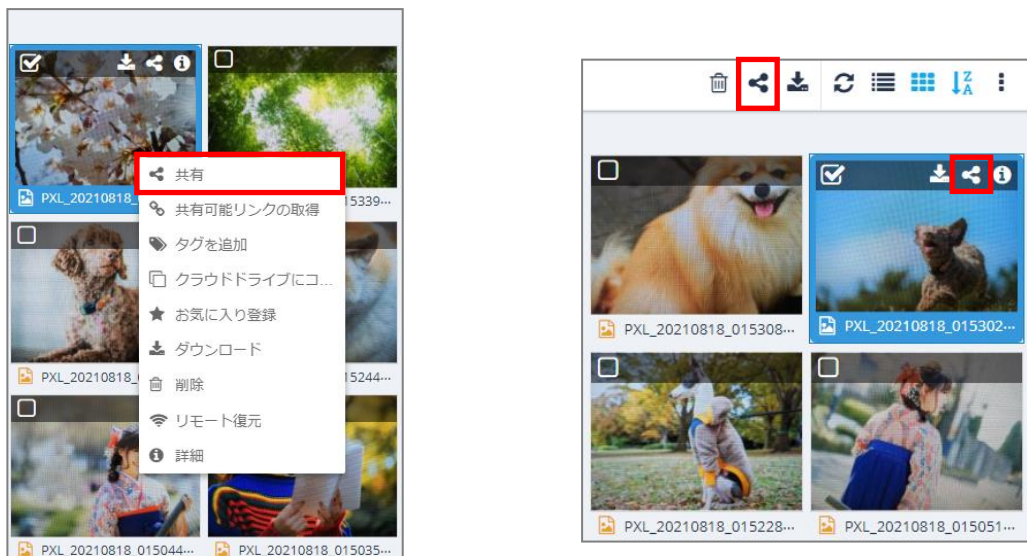 PXL_20210818_
15339…
共有
共有可能リンクの取得
タグを追加
クラウドドライブにコ...
お気に入り登録
ダウンロード
削除
リモート復元
詳細
PXL_20210818_
15244…
PXL_20210818_015044…
PXL_20210818_015035…
Z
A
PXL_20210818_015308…
PXL_20210818_015302…
PXL_20210818_015228…
PXL_20210818_015051…